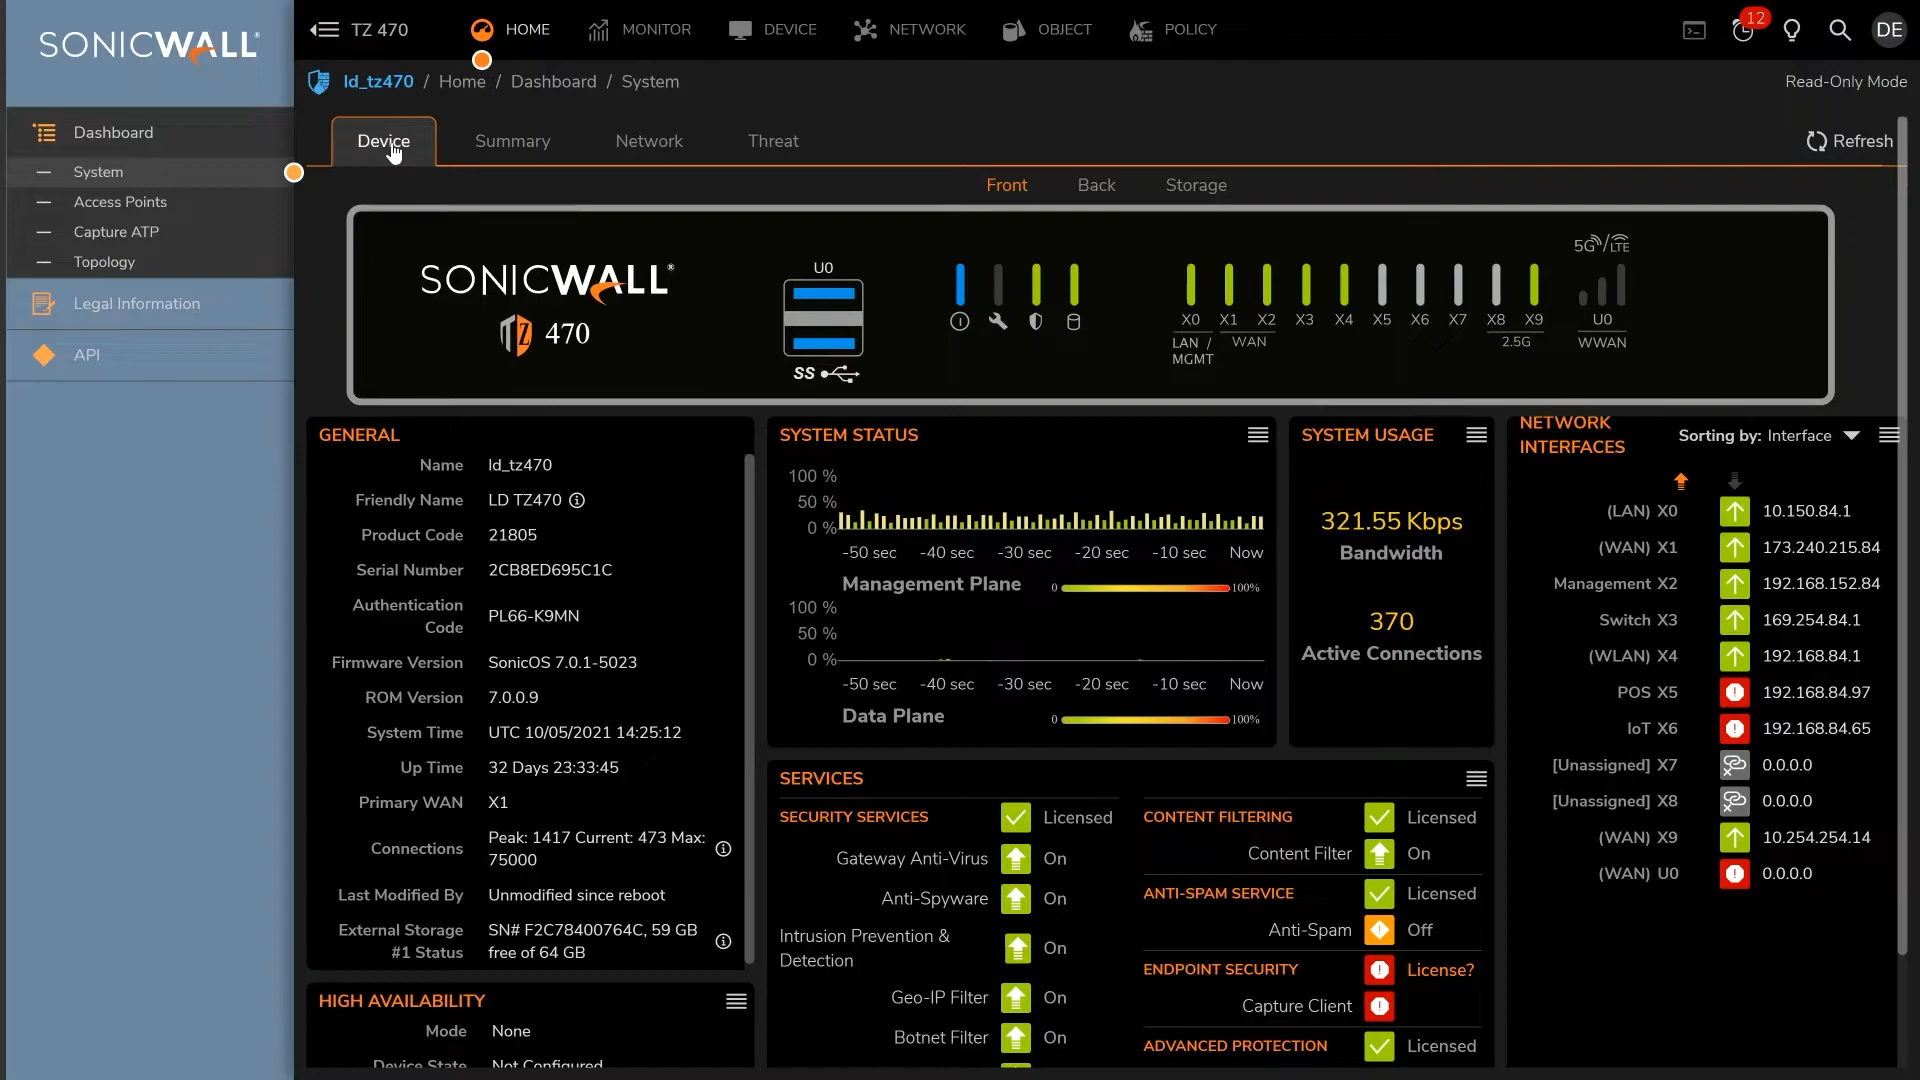 SONICWALL
TZ 470
HOME
MONITOR
DEVICE
NETWORK
OBJECT
POLICY
12
DE
ld_tz470 / Home / Dashboard / System
Read-Only Mode
Dashboard
System
Access Points
Capture ATP
Topology
Legal Information
API
Device
Summary
Network
Threat
Refresh
Front
Back
Storage
SONICWALL
TZ 470
U0
SS
5G/LTE
X0 X1 X2 X3 X4 X5 X6 X7 X8 X9 U0
LAN / MGMT
WAN
2.5G
WWAN
GENERAL
Name ld_tz470
Friendly Name LD TZ470
Product Code 21805
Serial Number 2CB8ED695C1C
Authentication Code PL66-K9MN
Firmware Version SonicOS 7.0.1-5023
ROM Version 7.0.0.9
System Time UTC 10/05/2021 14:25:12
Up Time 32 Days 23:33:45
Primary WAN X1
Connections Peak: 1417 Current: 473 Max: 75000
Last Modified By Unmodified since reboot
External Storage #1 Status SN# F2C78400764C, 59 GB free of 64 GB
HIGH AVAILABILITY
Mode None
Device State Not Configured
SYSTEM STATUS
100 %
50 %
0 %
-50 sec -40 sec -30 sec -20 sec -10 sec Now
Management Plane 0 100%
100 %
50 %
0 %
-50 sec -40 sec -30 sec -20 sec -10 sec Now
Data Plane 0 100%
SYSTEM USAGE
321.55 Kbps
Bandwidth
370
Active Connections
SERVICES
SECURITY SERVICES Licensed
Gateway Anti-Virus On
Anti-Spyware On
Intrusion Prevention & Detection On
Geo-IP Filter On
Botnet Filter On
CONTENT FILTERING Licensed
Content Filter On
ANTI-SPAM SERVICE Licensed
Anti-Spam Off
ENDPOINT SECURITY License?
Capture Client
ADVANCED PROTECTION Licensed
NETWORK INTERFACES
Sorting by: Interface
(LAN) X0 10.150.84.1
(WAN) X1 173.240.215.84
Management X2 192.168.152.84
Switch X3 169.254.84.1
(WLAN) X4 192.168.84.1
POS X5 192.168.84.97
IoT X6 192.168.84.65
[Unassigned] X7 0.0.0.0
[Unassigned] X8 0.0.0.0
(WAN) X9 10.254.254.14
(WAN) U0 0.0.0.0